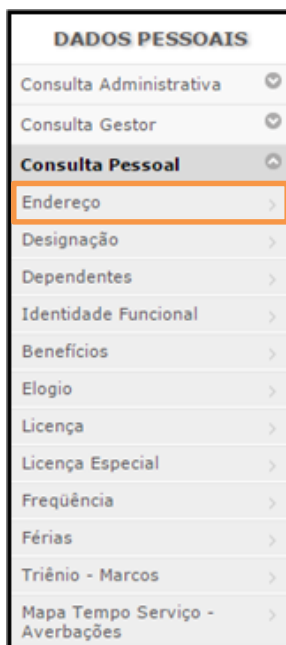 DADOS PESSOAIS
Consulta Administrativa
Consulta Gestor
Consulta Pessoal
Endereço
Designação
Dependentes
Identidade Funcional
Benefícios
Elogio
Licença
Licença Especial
Freqüência
Férias
Triênio - Marcos
Mapa Tempo Serviço -
Averbações